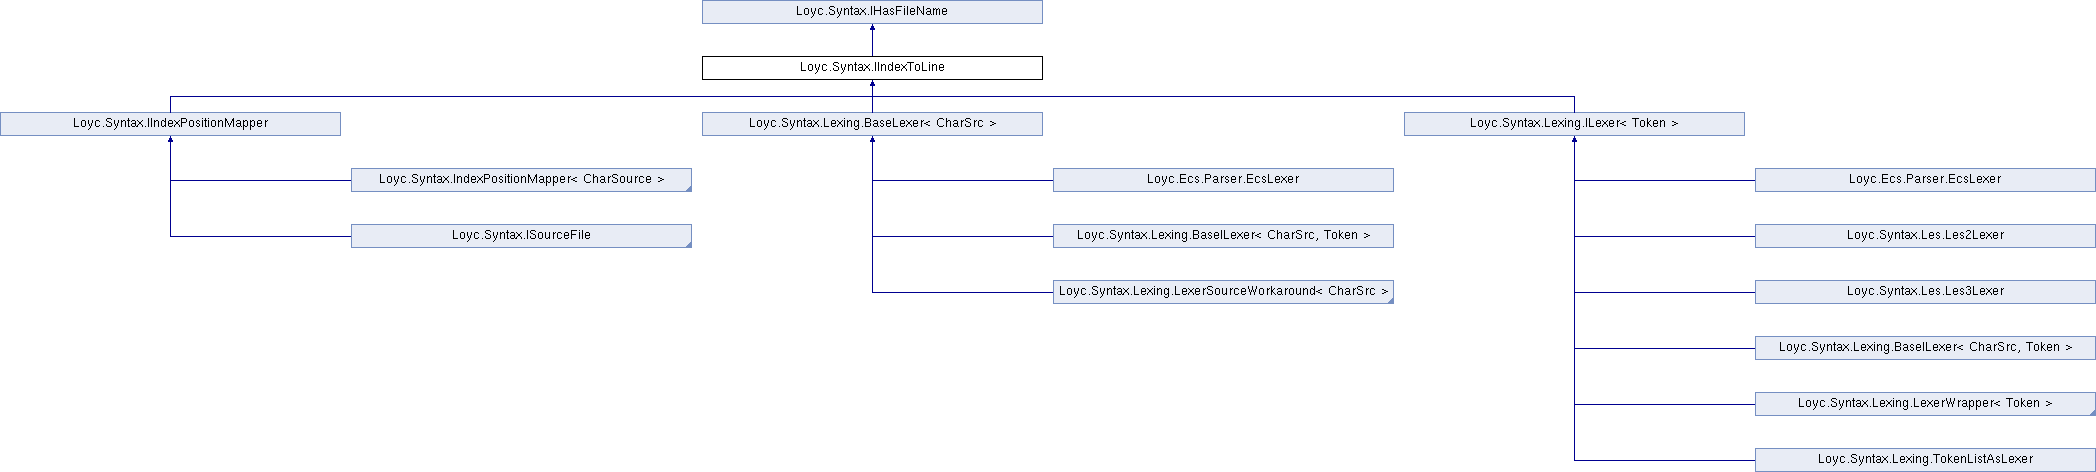 Loyc.Syntax.IHasFileName
Loyc.Syntax.IIndexToLine
Loyc.Syntax.IIndexPositionMapper
Loyc.Syntax.Lexing.BaseLexer< CharSrc >
Loyc.Syntax.Lexing.ILexer< Token >
Loyc.Syntax.IndexPositionMapper< CharSource >
Loyc.Ecs.Parser.EcsLexer
Loyc.Ecs.Parser.EcsLexer
Loyc.Syntax.ISourceFile
Loyc.Syntax.Lexing.BaseILexer< CharSrc, Token >
Loyc.Syntax.Les.Les2Lexer
Loyc.Syntax.Lexing.LexerSourceWorkaround< CharSrc >
Loyc.Syntax.Les.Les3Lexer
Loyc.Syntax.Lexing.BaseILexer< CharSrc, Token >
Loyc.Syntax.Lexing.LexerWrapper< Token >
Loyc.Syntax.Lexing.TokenListAsLexer